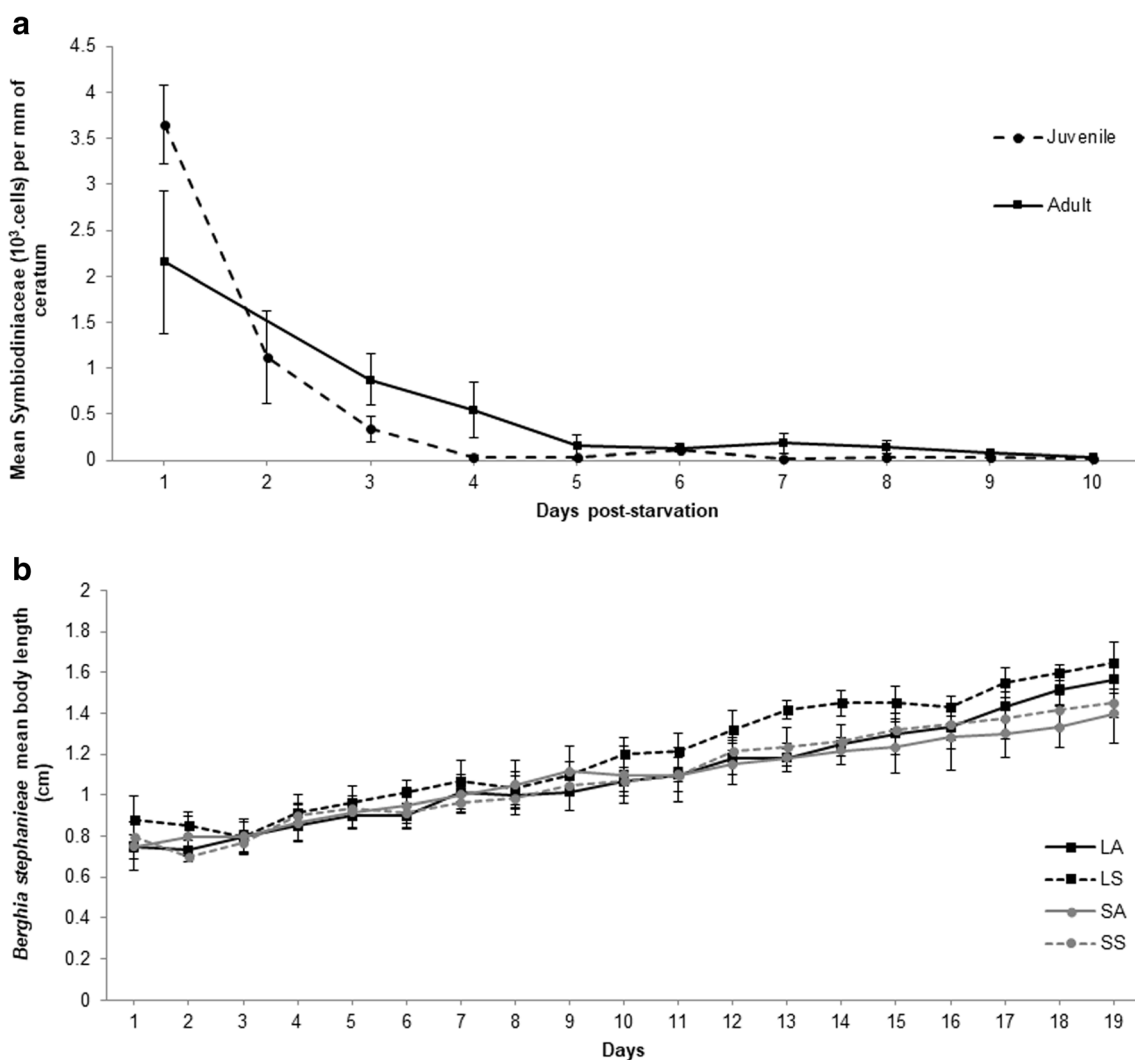 a
4.5
4
3.5
3
2.5
2
1.5
1
0.5
0
Mean Symbiodiniaceae (10³.cells) per mm of
ceratum
Juvenile
Adult
1 2 3 4 5 6 7 8 9 10
Days post-starvation
b
2
1.8
1.6
1.4
1.2
1
0.8
0.6
0.4
0.2
0
Berghia stephanieae mean body length
(cm)
LA
LS
SA
SS
1 2 3 4 5 6 7 8 9 10 11 12 13 14 15 16 17 18 19
Days